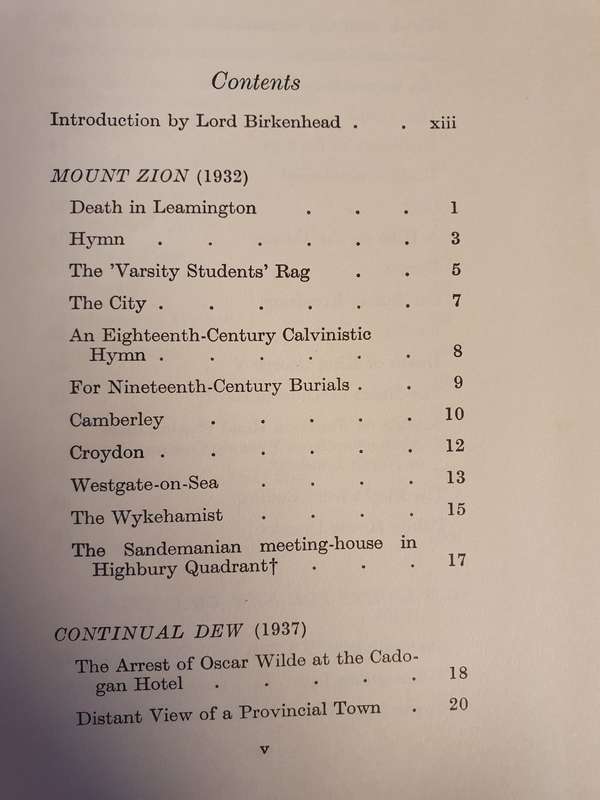 Contents
Introduction by Lord Birkenhead . . xiii
MOUNT ZION (1932)
Death in Leamington . . . 1
Hymn . . . . . . 3
The 'Varsity Students' Rag . . 5
The City . . . . . . 7
An Eighteenth-Century Calvinistic
Hymn . . . . . . 8
For Nineteenth-Century Burials . . 9
Camberley . . . . . 10
Croydon . . . . . . 12
Westgate-on-Sea . . . . 13
The Wykehamist . . . . 15
The Sandemanian meeting-house in
Highbury Quadrant† . . . 17
CONTINUAL DEW (1937)
The Arrest of Oscar Wilde at the Cado-
gan Hotel . . . . . 18
Distant View of a Provincial Town . 20
v